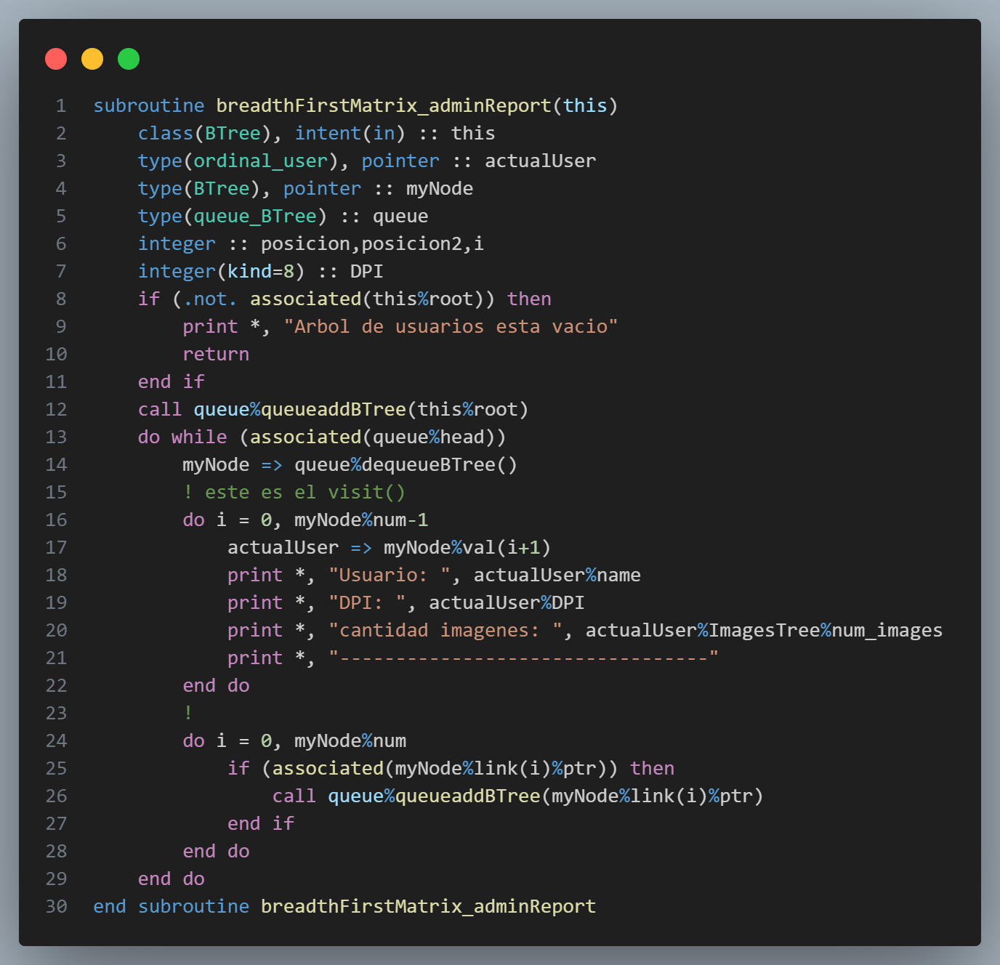 1 subroutine breadthFirstMatrix_adminReport(this)
2     class(BTree), intent(in) :: this
3     type(ordinal_user), pointer :: actualUser
4     type(BTree), pointer :: myNode
5     type(queue_BTree) :: queue
6     integer :: posicion,posicion2,i
7     integer(kind=8) :: DPI
8     if (.not. associated(this%root)) then
9         print *, "Arbol de usuarios esta vacio"
10         return
11     end if
12     call queue%queueaddBTree(this%root)
13     do while (associated(queue%head))
14         myNode => queue%dequeueBTree()
15         ! este es el visit()
16         do i = 0, myNode%num-1
17             actualUser => myNode%val(i+1)
18             print *, "Usuario: ", actualUser%name
19             print *, "DPI: ", actualUser%DPI
20             print *, "cantidad imagenes: ", actualUser%ImagesTree%num_images
21             print *, "---------------------------------"
22         end do
23         !
24         do i = 0, myNode%num
25             if (associated(myNode%link(i)%ptr)) then
26                 call queue%queueaddBTree(myNode%link(i)%ptr)
27             end if
28         end do
29     end do
30 end subroutine breadthFirstMatrix_adminReport